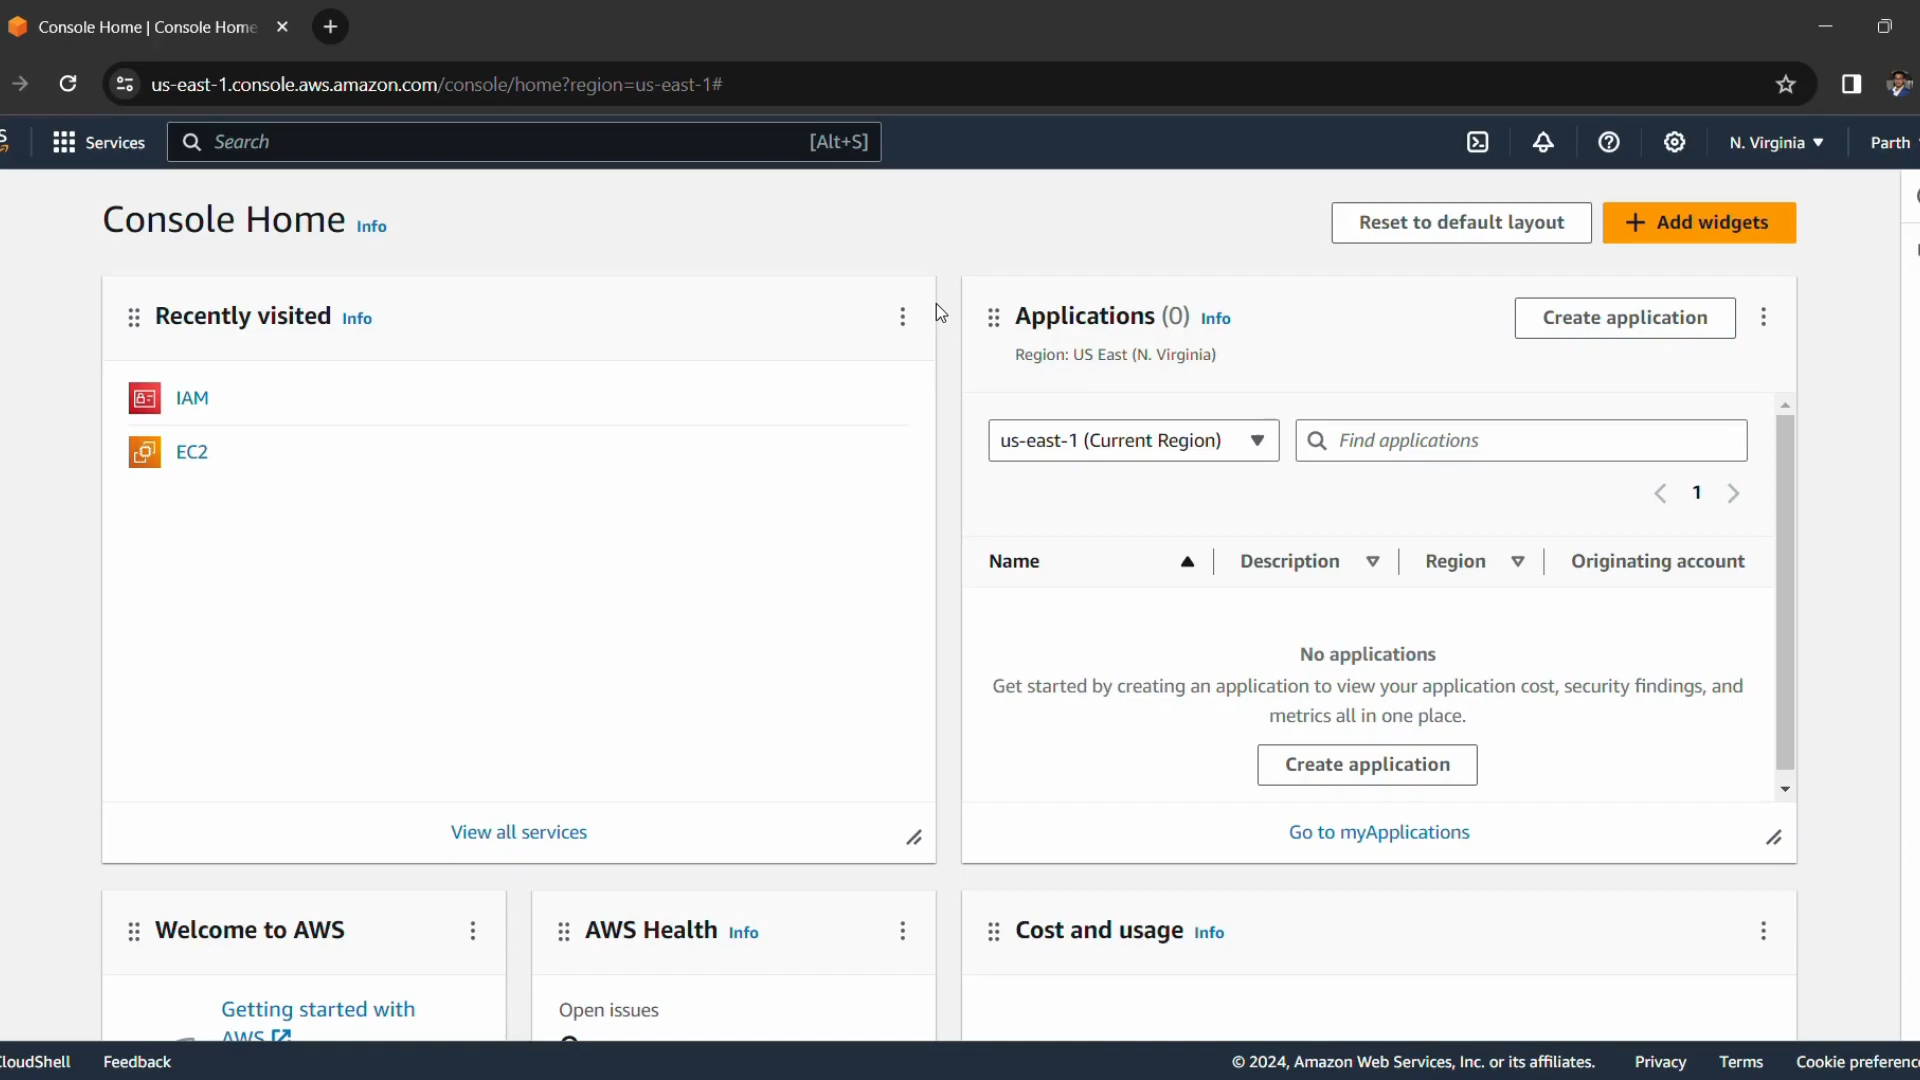 Console Home | Console Home
us-east-1.console.aws.amazon.com/console/home?region=us-east-1#
Services
Search
[Alt+S]
N. Virginia
Parth
Console Home Info
Reset to default layout
+ Add widgets
Recently visited Info
IAM
EC2
View all services
Applications (0) Info
Region: US East (N. Virginia)
Create application
us-east-1 (Current Region)
Find applications
1
Name
Description
Region
Originating account
No applications
Get started by creating an application to view your application cost, security findings, and
metrics all in one place.
Create application
Go to myApplications
Welcome to AWS
Getting started with
AWS
AWS Health Info
Open issues
Cost and usage Info
CloudShell
Feedback
© 2024, Amazon Web Services, Inc. or its affiliates.
Privacy
Terms
Cookie preferenc